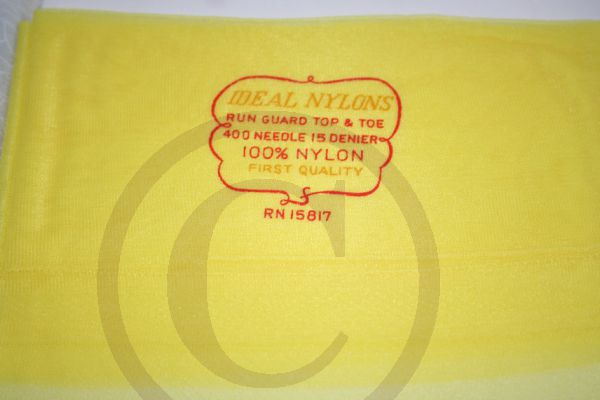 IDEAL NYLONS
RUN GUARD TOP & TOE
400 NEEDLE 15 DENIER
100% NYLON
FIRST QUALITY
RN 15817
©